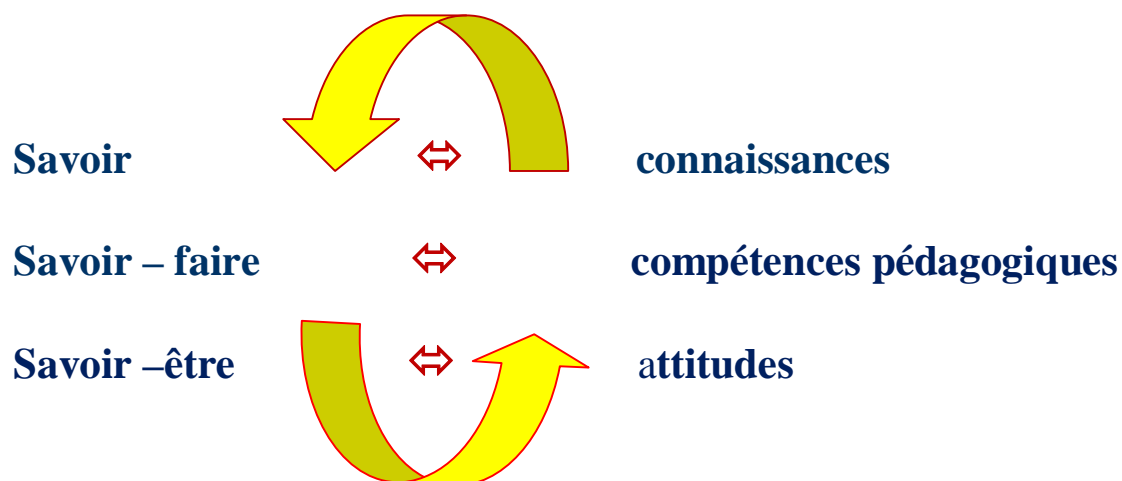 Savoir ⬄ connaissances
Savoir – faire ⬄ compétences pédagogiques
Savoir –être ⬄ attitudes